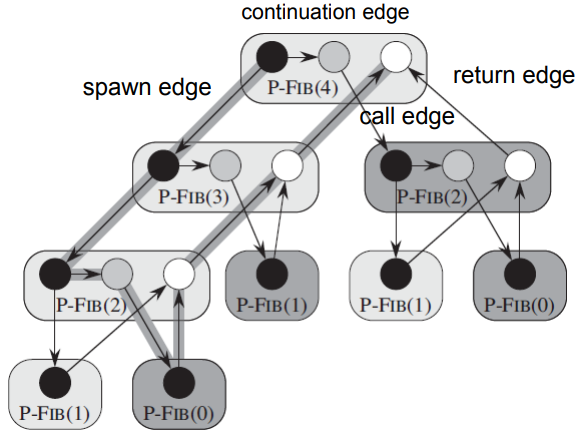 continuation edge
spawn edge
P-FIB(4)
return edge
call edge
P-FIB(3)
P-FIB(2)
P-FIB(2)
P-FIB(1)
P-FIB(1)
P-FIB(0)
P-FIB(1)
P-FIB(0)